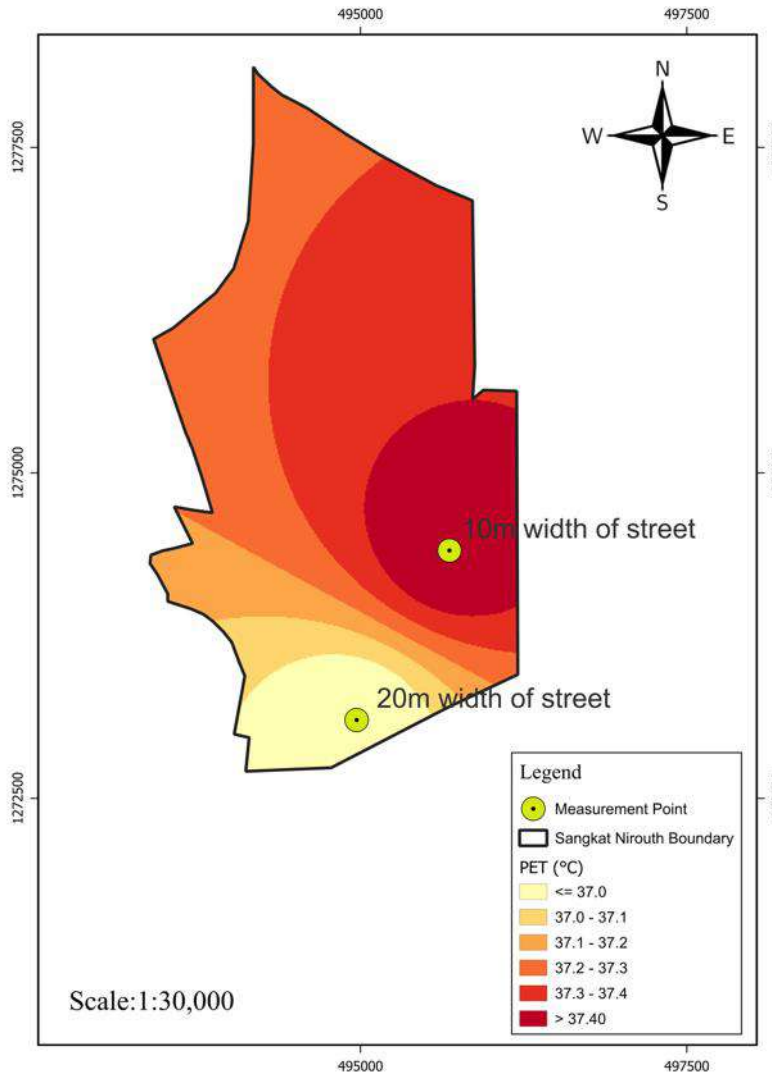 495000
497500
N
W E
S
1277500
1277500
1275000
1275000
10m width of street
20m width of street
1272500
Legend
Measurement Point
Sangkat Nirouth Boundary
PET (°C)
<= 37.0
37.0 - 37.1
37.1 - 37.2
37.2 - 37.3
37.3 - 37.4
> 37.40
Scale:1:30,000
495000
497500